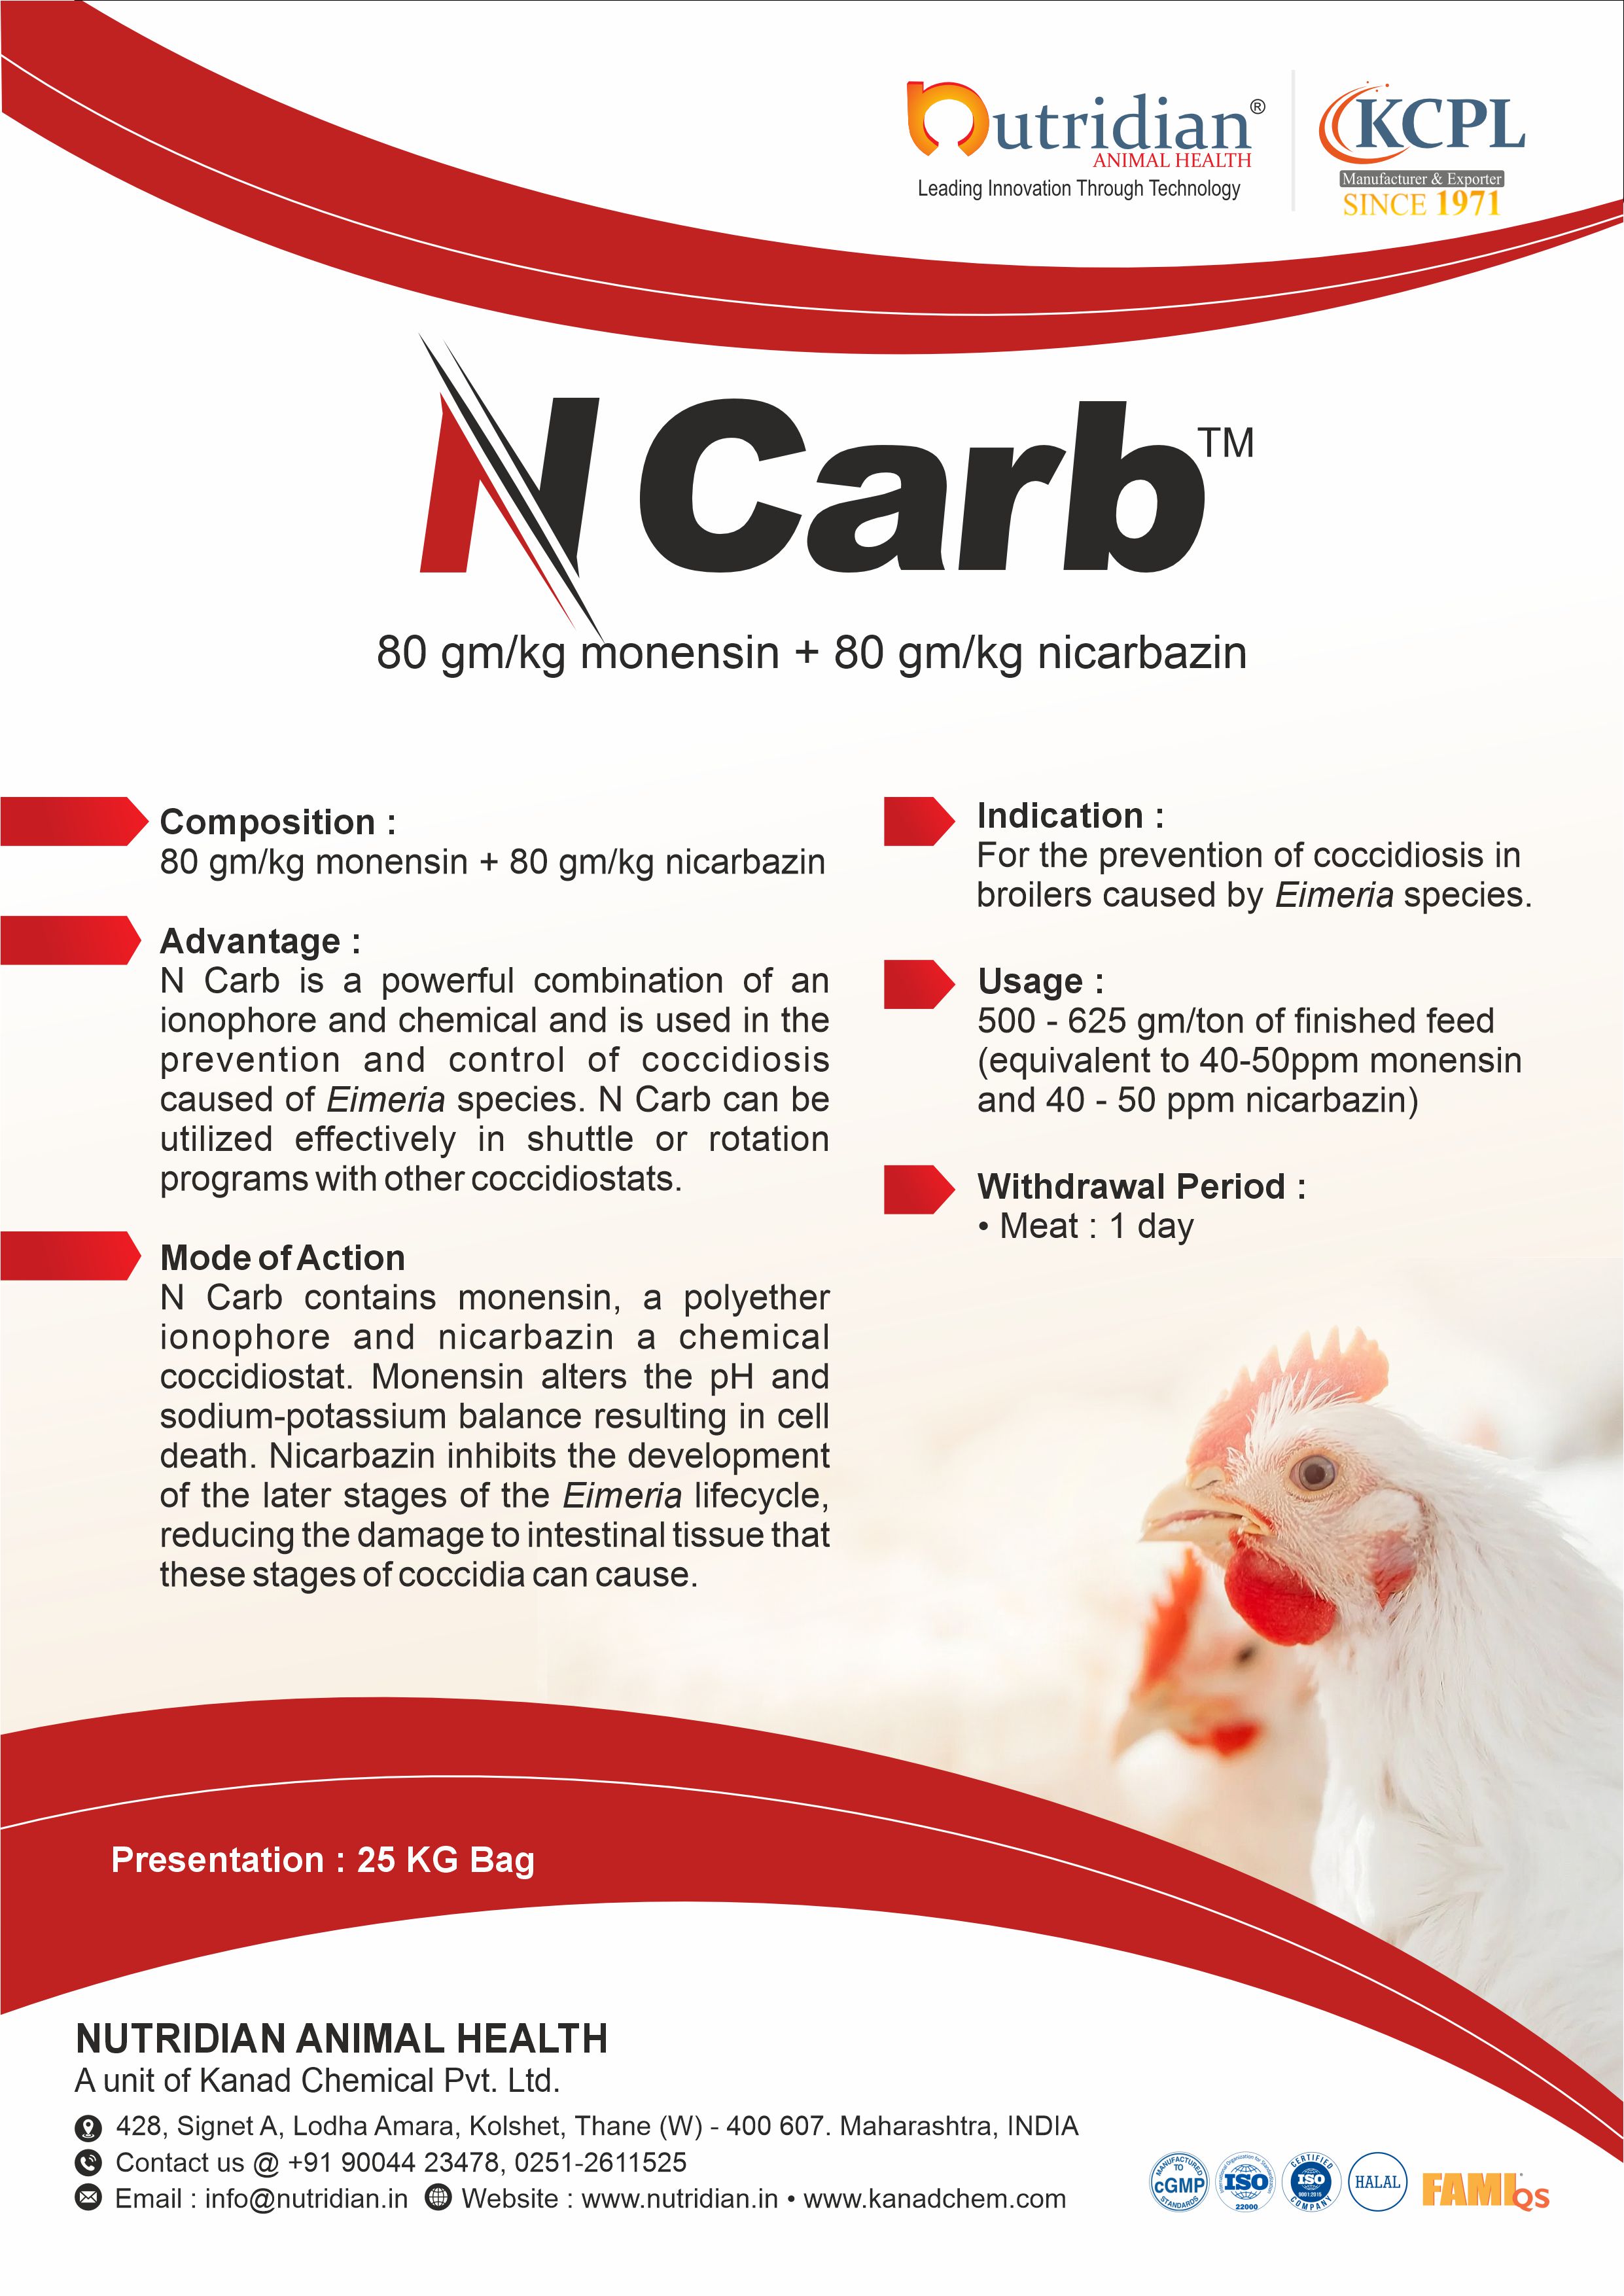 nutridian®
ANIMAL HEALTH
Leading Innovation Through Technology
KCPL
Manufacturer & Exporter
SINCE 1971
N Carb™
80 gm/kg monensin + 80 gm/kg nicarbazin
Composition :
80 gm/kg monensin + 80 gm/kg nicarbazin
Advantage :
N Carb is a powerful combination of an
ionophore and chemical and is used in the
prevention and control of coccidiosis
caused of Eimeria species. N Carb can be
utilized effectively in shuttle or rotation
programs with other coccidiostats.
Mode of Action
N Carb contains monensin, a polyether
ionophore and nicarbazin a chemical
coccidiostat. Monensin alters the pH and
sodium-potassium balance resulting in cell
death. Nicarbazin inhibits the development
of the later stages of the Eimeria lifecycle,
reducing the damage to intestinal tissue that
these stages of coccidia can cause.
Indication :
For the prevention of coccidiosis in
broilers caused by Eimeria species.
Usage :
500 - 625 gm/ton of finished feed
(equivalent to 40-50ppm monensin
and 40 - 50 ppm nicarbazin)
Withdrawal Period :
• Meat : 1 day
Presentation : 25 KG Bag
NUTRIDIAN ANIMAL HEALTH
A unit of Kanad Chemical Pvt. Ltd.
428, Signet A, Lodha Amara, Kolshet, Thane (W) - 400 607. Maharashtra, INDIA
Contact us @ +91 90044 23478, 0251-2611525
Email : info@nutridian.in Website : www.nutridian.in • www.kanadchem.com
MANUFACTURED TO
cGMP
STANDARDS
ISO
22000
CERTIFIED
ISO
9001:2015
COMPANY
HALAL
FAMI QS